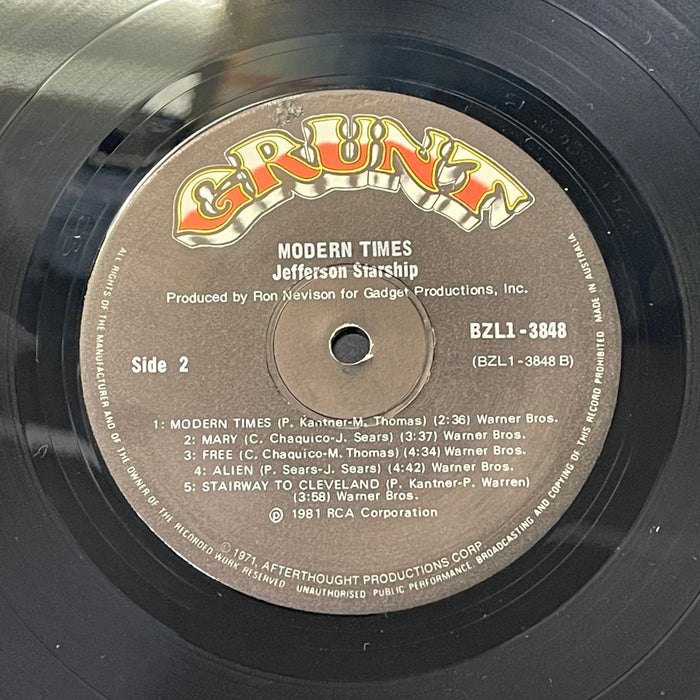 GRUNT
MODERN TIMES
Jefferson Starship
Produced by Ron Nevison for Gadget Productions, Inc.
BZL1-3848
Side 2
(BZL1-3848 B)
1: MODERN TIMES (P. Kantner-M. Thomas) (2:36) Warner Bros.
2: MARY (C. Chaquico-J. Sears) (3:37) Warner Bros.
3: FREE (C. Chaquico-M. Thomas) (4:34) Warner Bros.
4: ALIEN (P. Sears-J. Sears) (4:42) Warner Bros.
5: STAIRWAY TO CLEVELAND (P. Kantner-P. Warren)
(3:58) Warner Bros.
℗ 1981 RCA Corporation
© 1971, AFTERTHOUGHT PRODUCTIONS CORP.
ALL RIGHTS OF THE MANUFACTURER AND OF THE OWNER OF THE RECORDED WORK RESERVED UNAUTHORISED PUBLIC PERFORMANCE, BROADCASTING AND COPYING OF THIS RECORD PROHIBITED MADE IN AUSTRALIA